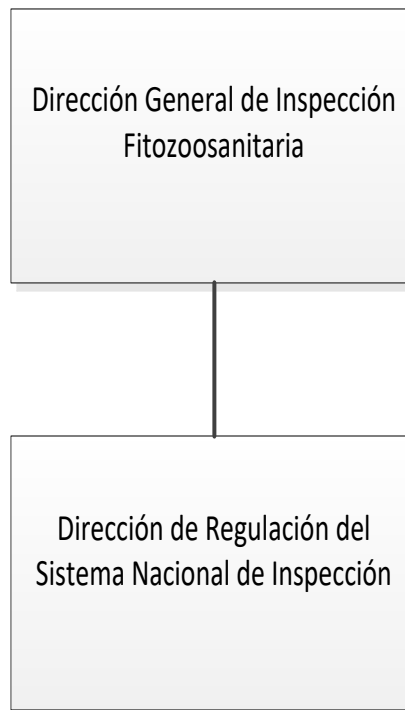 Dirección General de Inspección
Fitozoosanitaria
Dirección de Regulación del
Sistema Nacional de Inspección